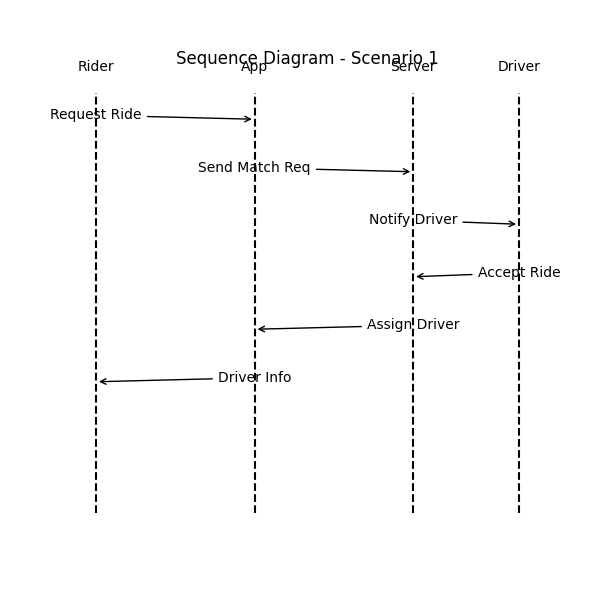 Sequence Diagram - Scenario 1
Rider
App
Server
Driver
Request Ride
Send Match Req
Notify Driver
Accept Ride
Assign Driver
Driver Info